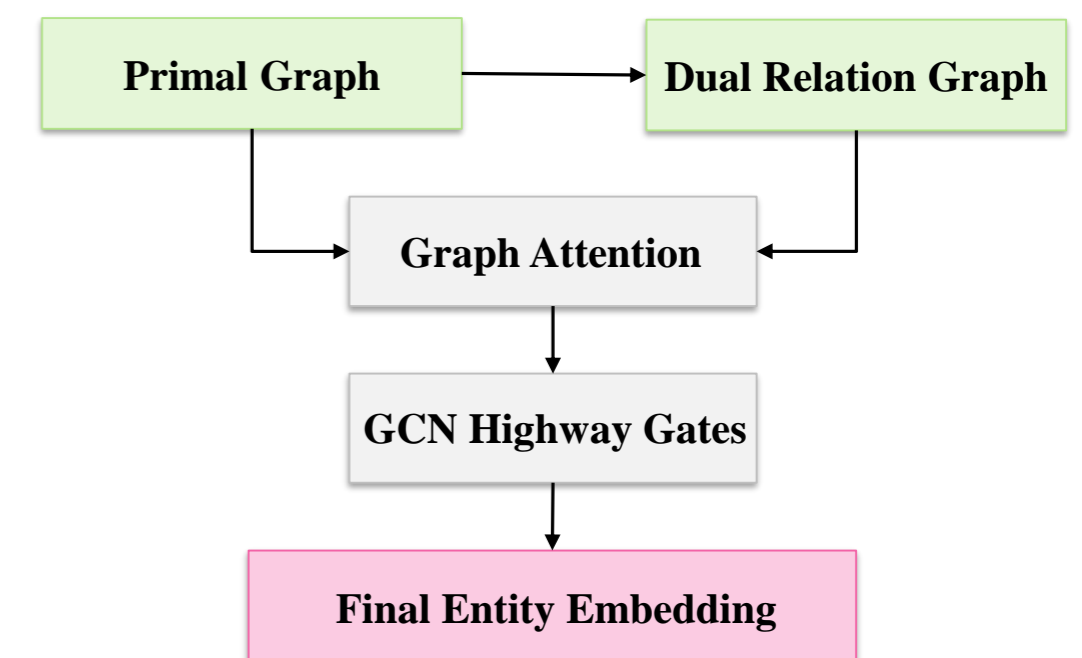 Primal Graph
Dual Relation Graph
Graph Attention
GCN Highway Gates
Final Entity Embedding